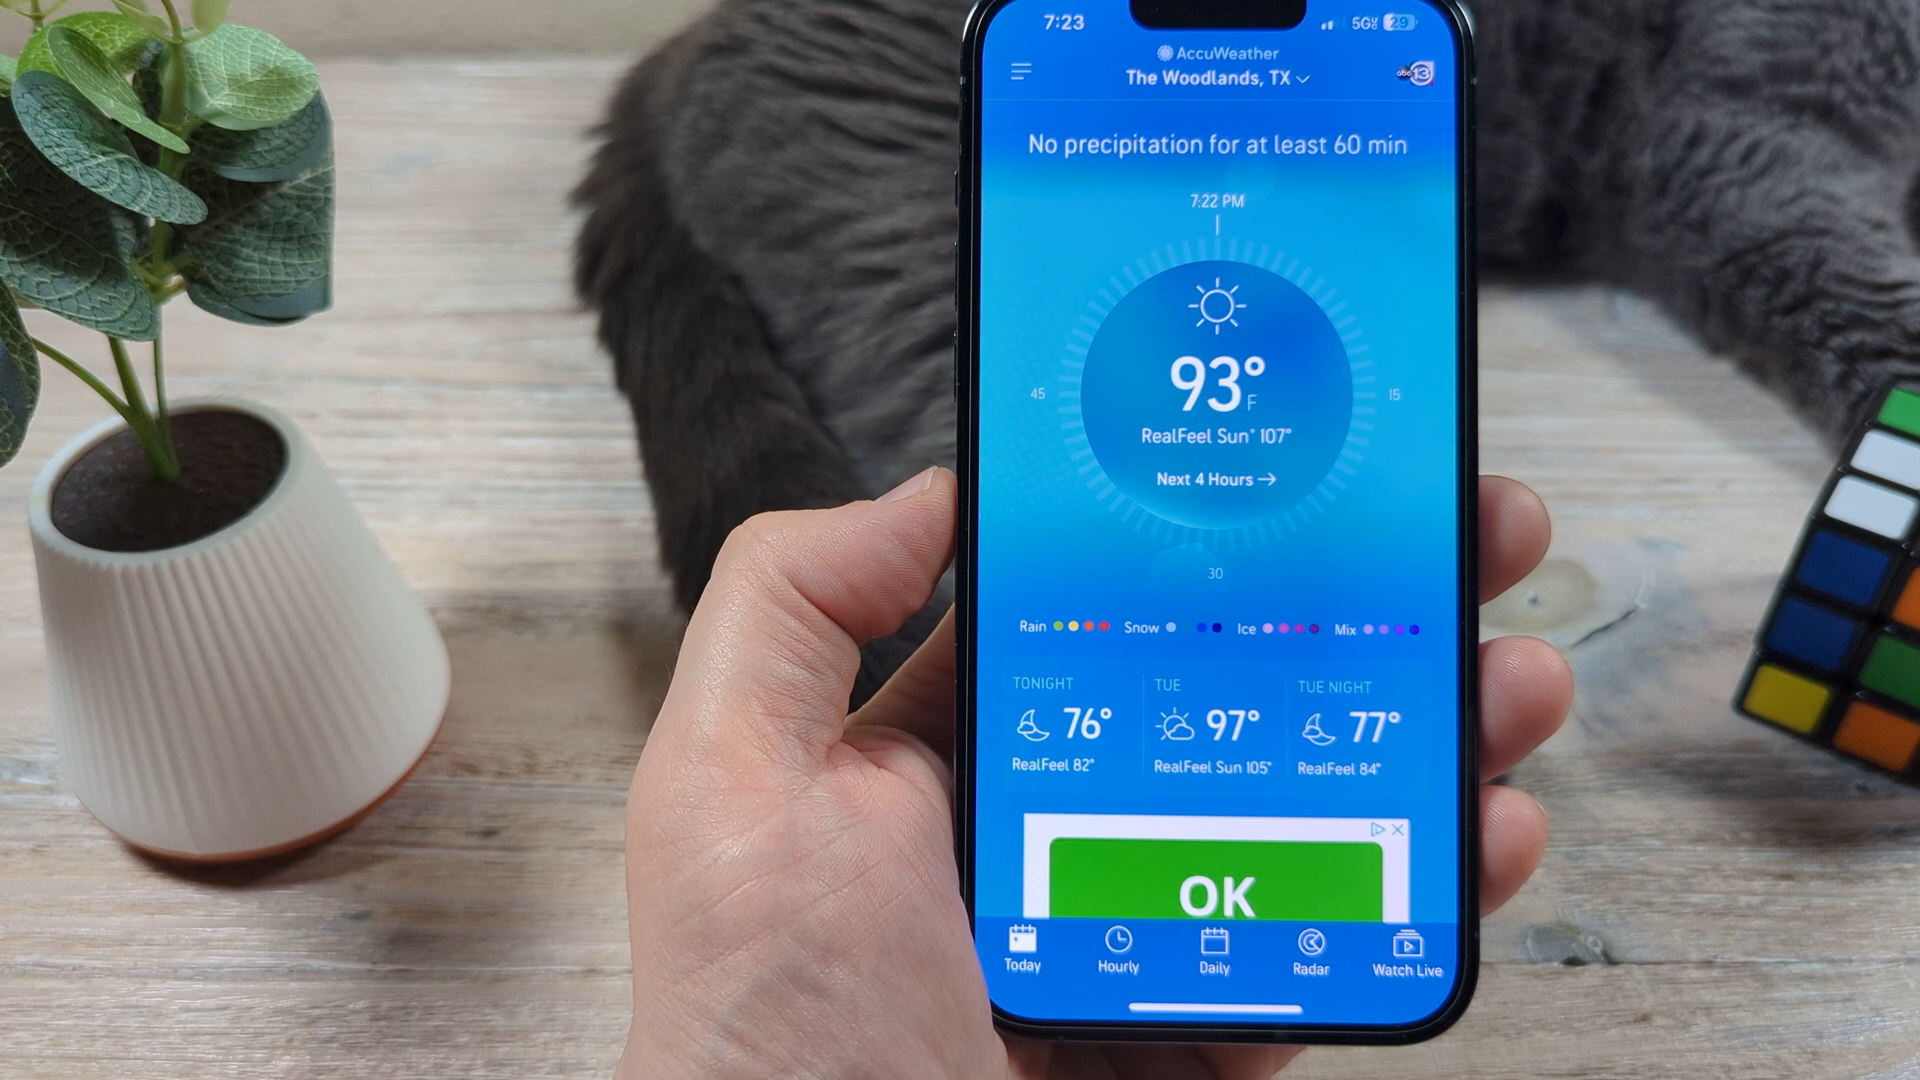 7:23
5G
29
AccuWeather
The Woodlands, TX
abc 13
No precipitation for at least 60 min
7:22 PM
45
15
93°F
RealFeel Sun° 107°
Next 4 Hours →
30
Rain Snow Ice Mix
TONIGHT
76°
RealFeel 82°
TUE
97°
RealFeel Sun 105°
TUE NIGHT
77°
RealFeel 84°
OK
Today Hourly Daily Radar Watch Live